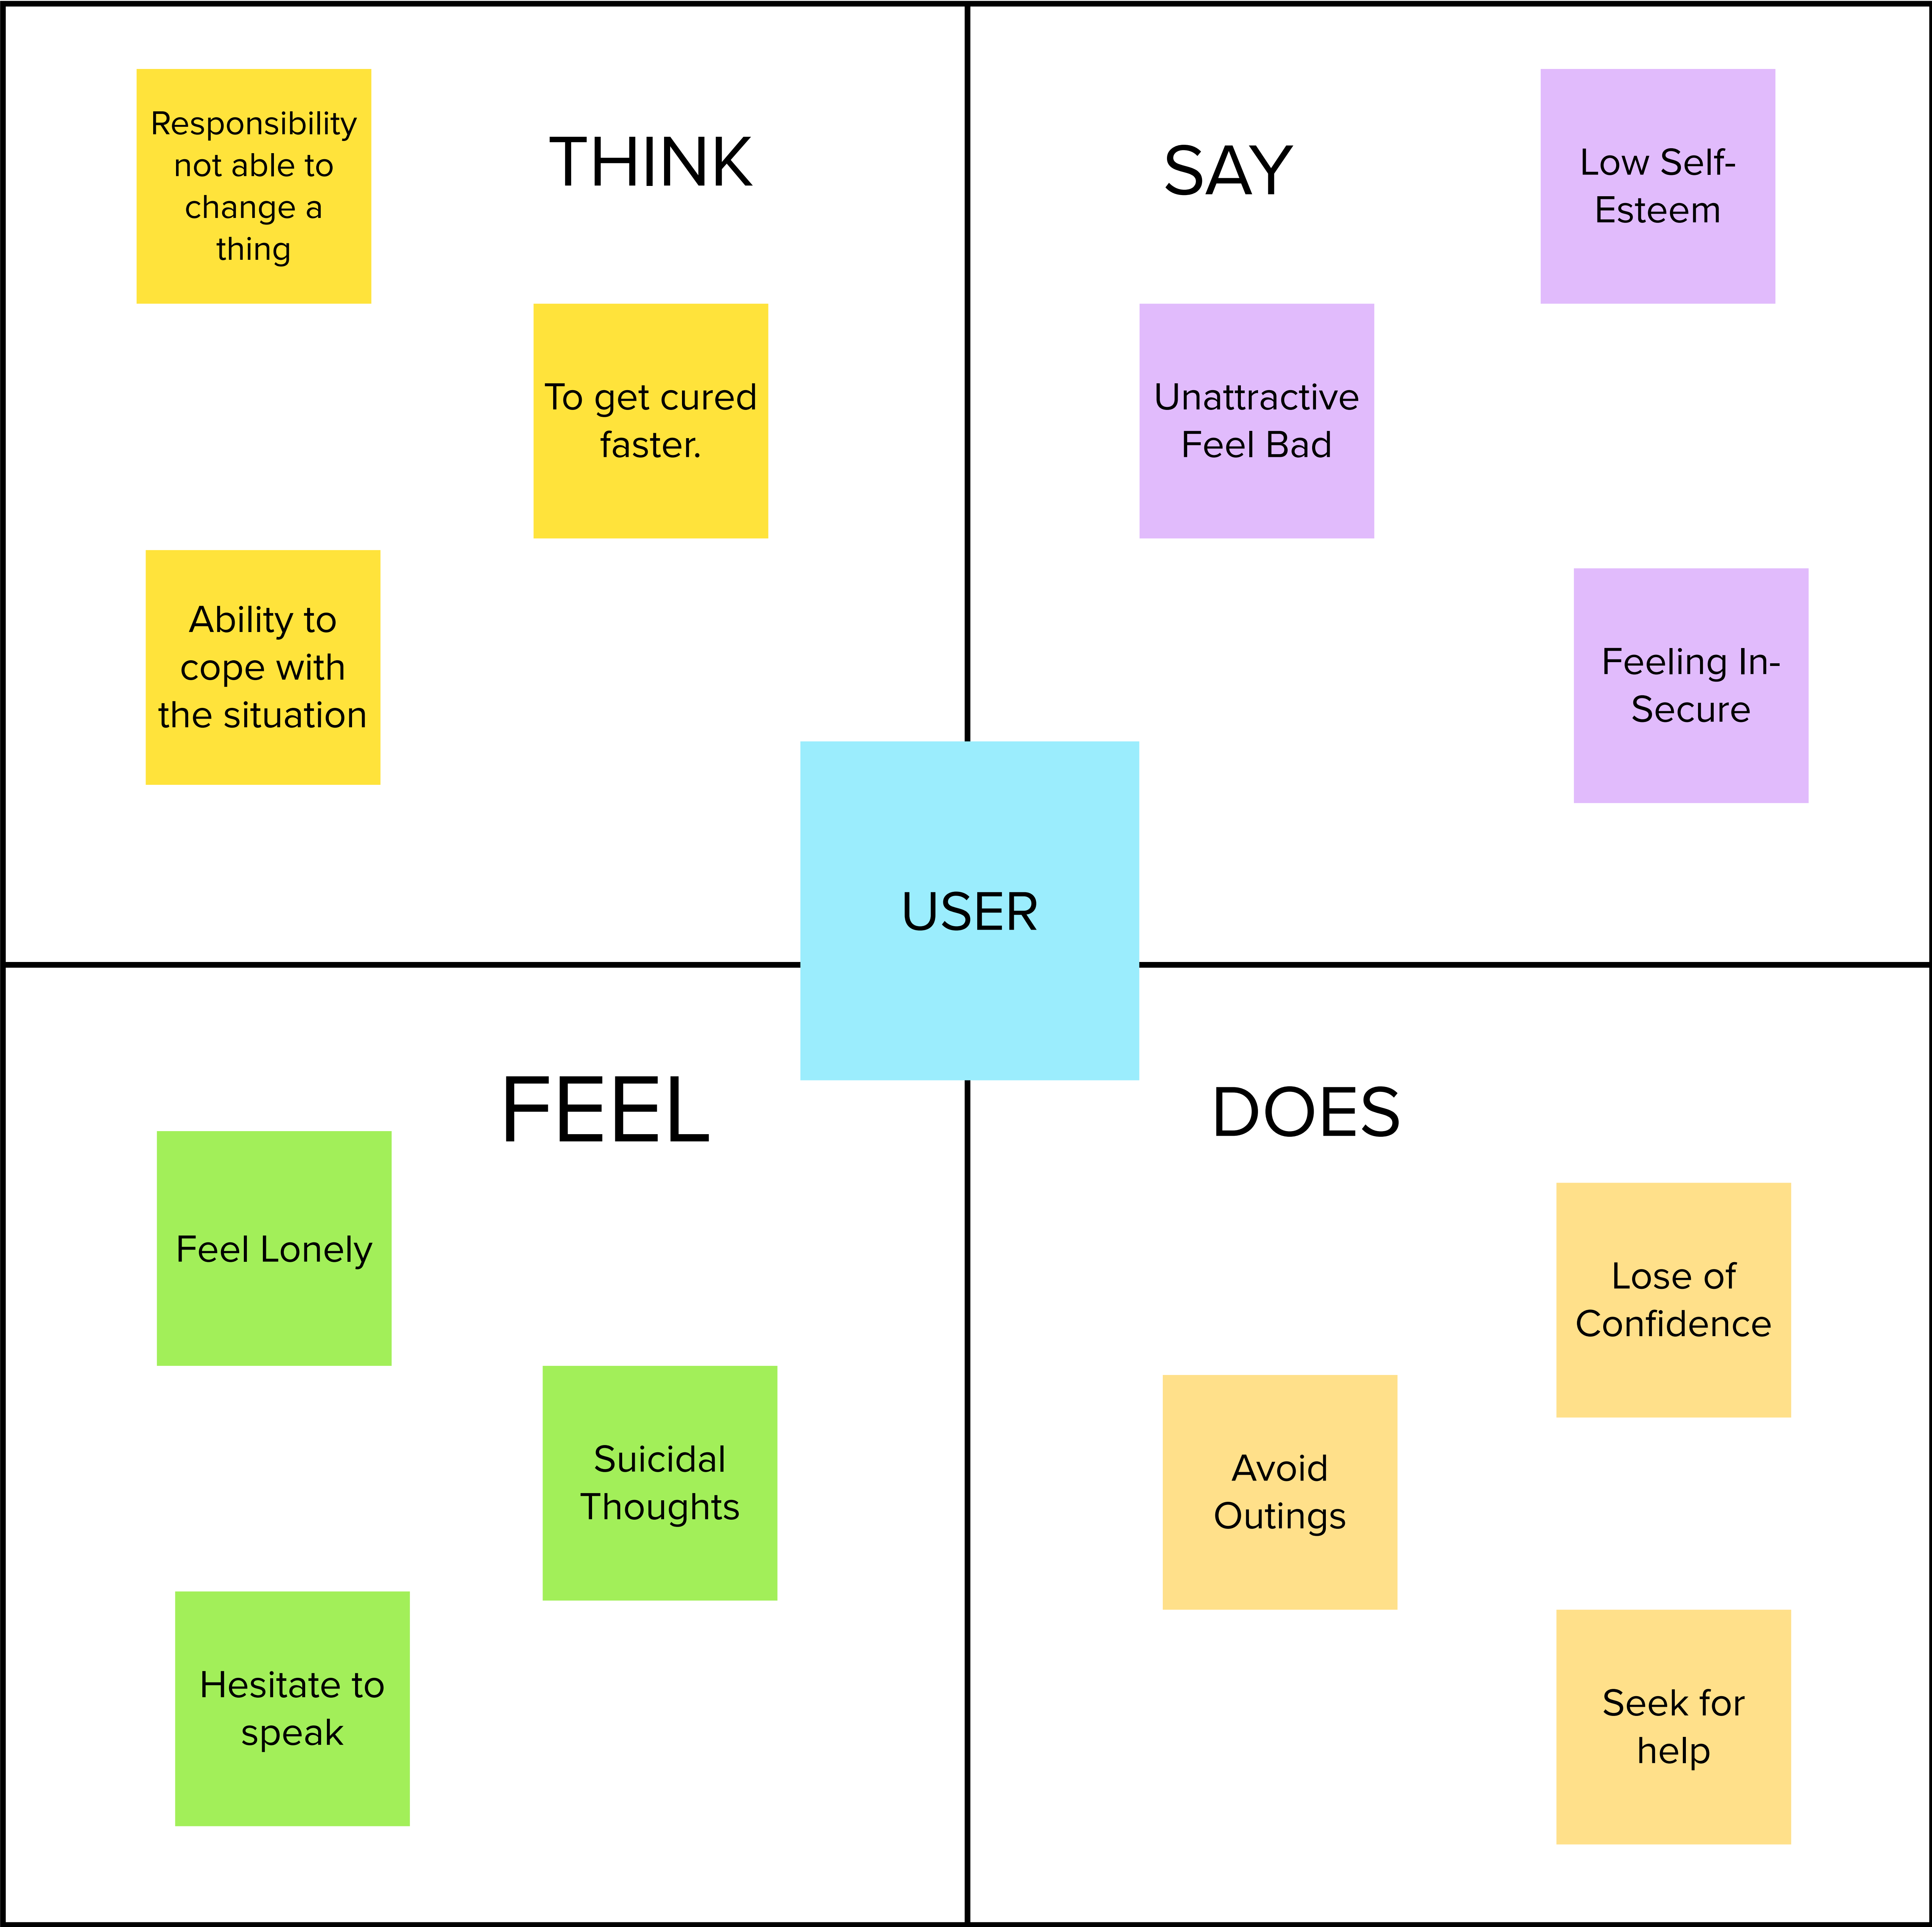 THINK
Responsibility
not able to
change a
thing
To get cured
faster.
Ability to
cope with
the situation
SAY
Low Self-
Esteem
Unattractive
Feel Bad
Feeling In-
Secure
USER
FEEL
Feel Lonely
Suicidal
Thoughts
Hesitate to
speak
DOES
Lose of
Confidence
Avoid
Outings
Seek for
help